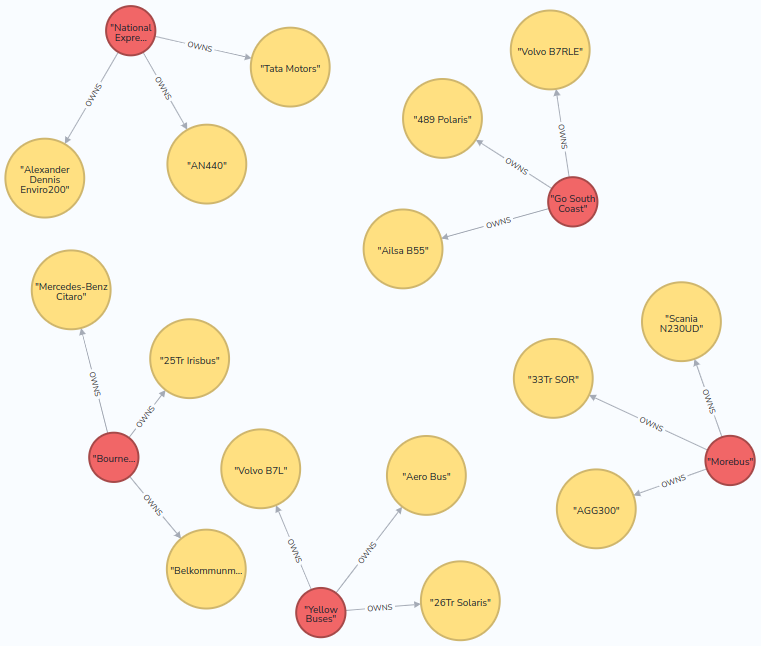 "National
Expre...
OWNS
"Tata Motors"
OWNS
OWNS
"Alexander
Dennis
Enviro200"
"AN440"
"Volvo B7RLE"
"489 Polaris"
OWNS
OWNS
"Go South
Coast"
OWNS
"Ailsa B55"
"Mercedes-Benz
Citaro"
"25Tr Irisbus"
OWNS
OWNS
"Bourne...
OWNS
"Belkommunm...
"Scania
N230UD"
"33Tr SOR"
OWNS
OWNS
"Morebus"
OWNS
"AGG300"
"Volvo B7L"
"Aero Bus"
OWNS
OWNS
"Yellow
Buses"
OWNS
"26Tr Solaris"